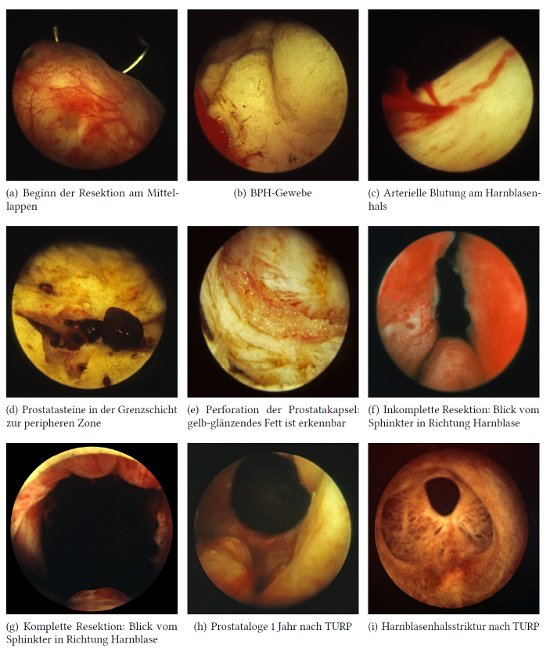 (a) Beginn der Resektion am Mittel-
lappen
(b) BPH-Gewebe
(c) Arterielle Blutung am Harnblasen-
hals
(d) Prostatasteine in der Grenzschicht
zur peripheren Zone
(e) Perforation der Prostatakapsel:
gelb-glänzendes Fett ist erkennbar
(f) Inkomplette Resektion: Blick vom
Sphinkter in Richtung Harnblase
(g) Komplette Resektion: Blick vom
Sphinkter in Richtung Harnblase
(h) Prostataloge 1 Jahr nach TURP
(i) Harnblasenhalsstriktur nach TURP